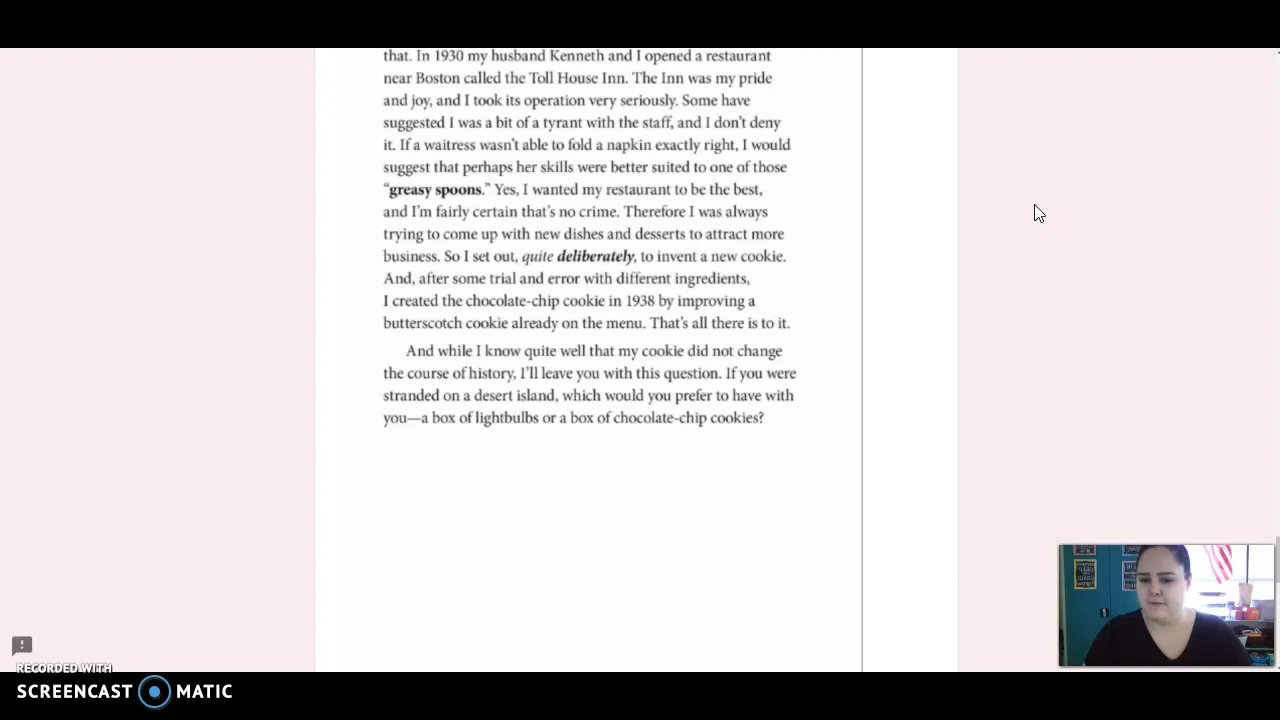 that. In 1930 my husband Kenneth and I opened a restaurant
near Boston called the Toll House Inn. The Inn was my pride
and joy, and I took its operation very seriously. Some have
suggested I was a bit of a tyrant with the staff, and I don't deny
it. If a waitress wasn't able to fold a napkin exactly right, I would
suggest that perhaps her skills were better suited to one of those
“greasy spoons.” Yes, I wanted my restaurant to be the best,
and I'm fairly certain that's no crime. Therefore I was always
trying to come up with new dishes and desserts to attract more
business. So I set out, quite deliberately, to invent a new cookie.
And, after some trial and error with different ingredients,
I created the chocolate-chip cookie in 1938 by improving a
butterscotch cookie already on the menu. That's all there is to it.
And while I know quite well that my cookie did not change
the course of history, I'll leave you with this question. If you were
stranded on a desert island, which would you prefer to have with
you—a box of lightbulbs or a box of chocolate-chip cookies?
RECORDED WITH
SCREENCAST MATIC